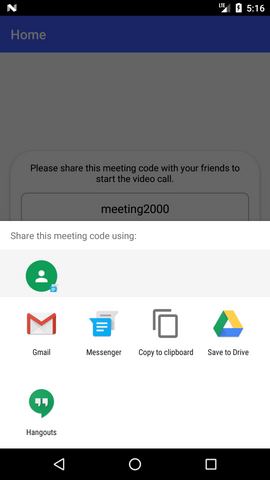 LTE 5:16
Home
Please share this meeting code with your friends to
start the video call.
meeting2000
Share this meeting code using:
Gmail Messenger Copy to clipboard Save to Drive
Hangouts